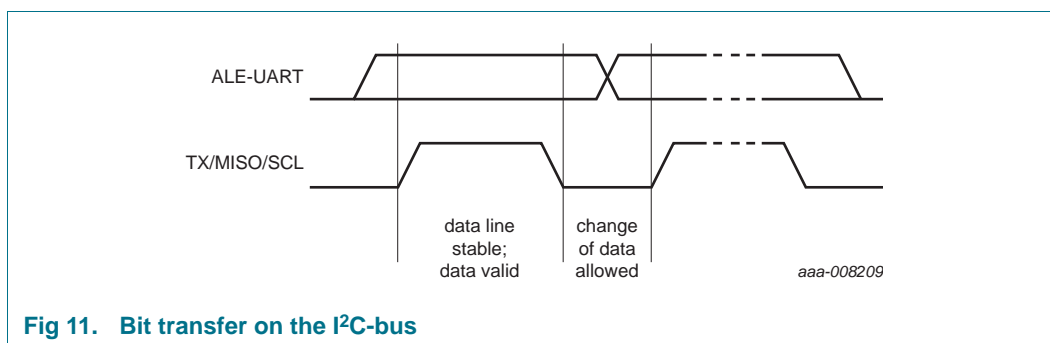 ALE-UART
TX/MISO/SCL
data line
stable;
data valid
change
of data
allowed
aaa-008209
Fig 11. Bit transfer on the I²C-bus